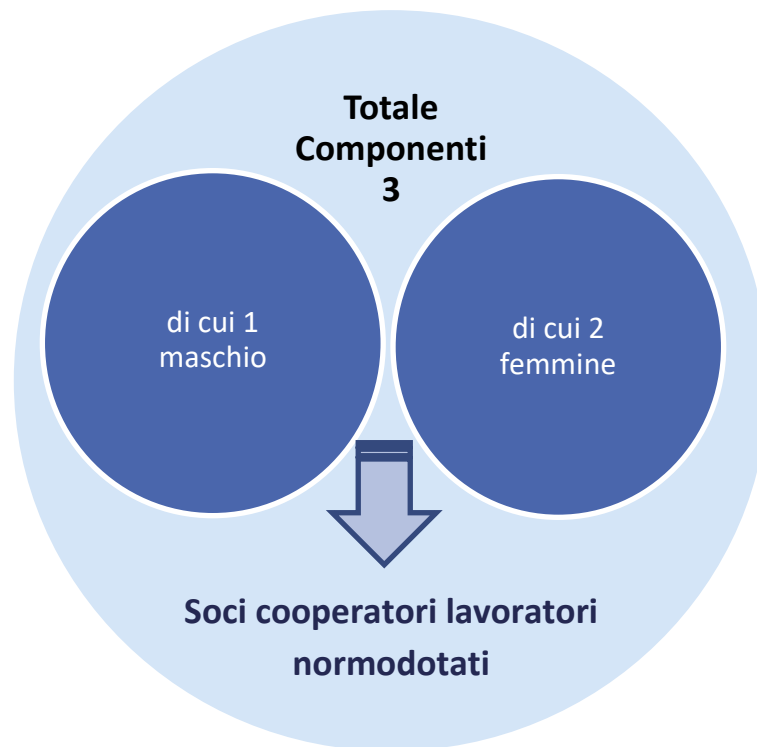 Totale
Componenti
3
di cui 1
maschio
di cui 2
femmine
Soci cooperatori lavoratori
normodotati